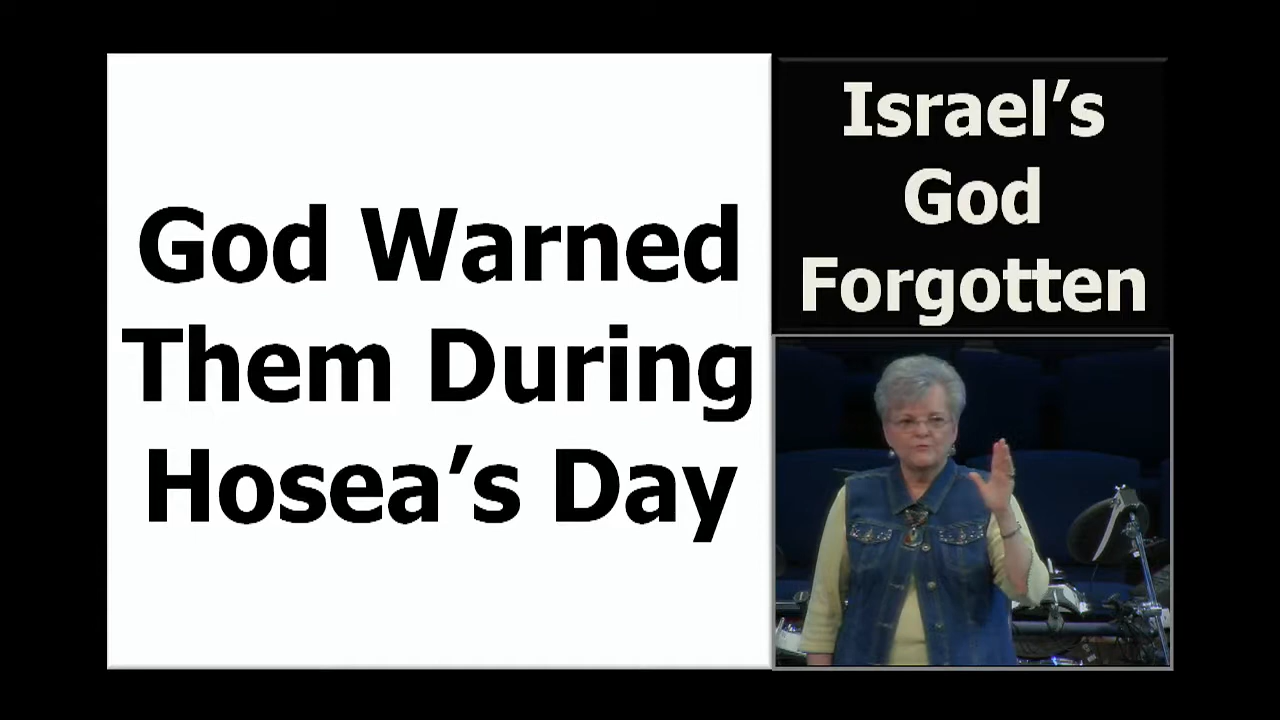 God Warned
Them During
Hosea’s Day
Israel’s
God
Forgotten